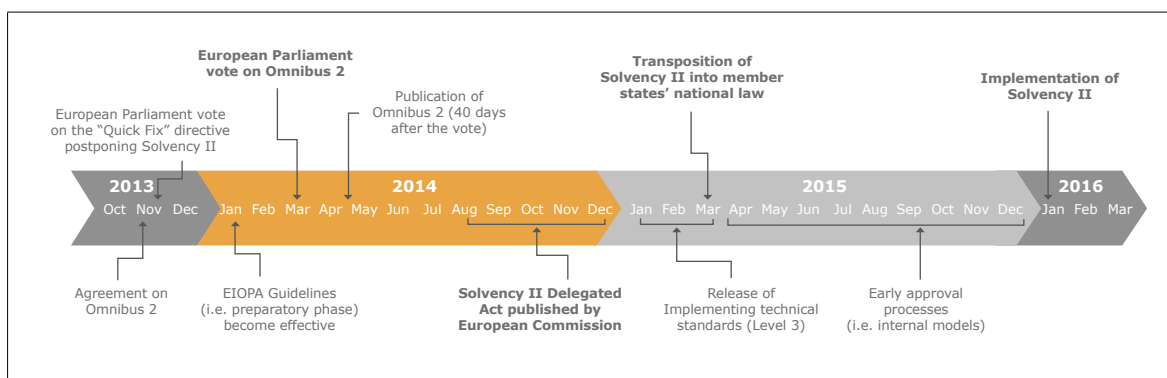 European Parliament
vote on Omnibus 2
Transposition of
Solvency II into member
states' national law
Implementation of
Solvency II
Publication of
Omnibus 2 (40 days
after the vote)
European Parliament vote
on the “Quick Fix” directive
postponing Solvency II
2013 2014 2015 2016
Oct Nov Dec Jan Feb Mar Apr May Jun Jul Aug Sep Oct Nov Dec Jan Feb Mar Apr May Jun Jul Aug Sep Oct Nov Dec Jan Feb Mar
Agreement on
Omnibus 2
EIOPA Guidelines
(i.e. preparatory phase)
become effective
Solvency II Delegated
Act published by
European Commission
Release of
Implementing technical
standards (Level 3)
Early approval
processes
(i.e. internal models)